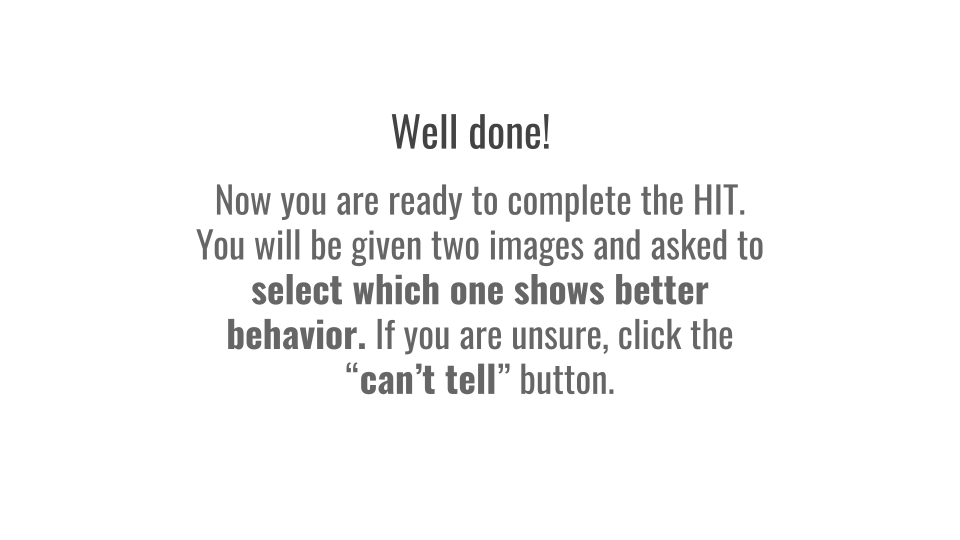 Well done!
Now you are ready to complete the HIT.
You will be given two images and asked to
select which one shows better
behavior. If you are unsure, click the
“can’t tell” button.